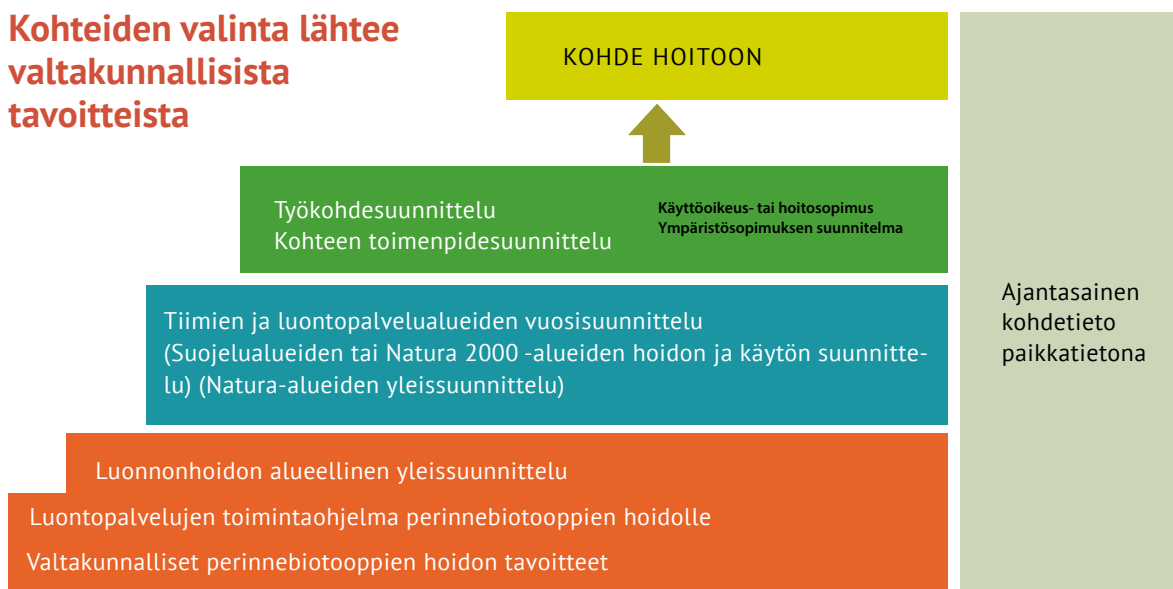 Kohteiden valinta lähtee
valtakunnallisista
tavoitteista
KOHDE HOITOON
Työkohdesuunnittelu
Kohteen toimenpidesuunnittelu
Käyttöoikeus- tai hoitosopimus
Ympäristösopimuksen suunnitelma
Tiimien ja luontopalvelualueiden vuosisuunnittelu
(Suojelualueiden tai Natura 2000 -alueiden hoidon ja käytön suunnitte-
lu) (Natura-alueiden yleissuunnittelu)
Luonnonhoidon alueellinen yleissuunnittelu
Luontopalvelujen toimintaohjelma perinnebiotooppien hoidolle
Valtakunnalliset perinnebiotooppien hoidon tavoitteet
Ajantasainen
kohdetieto
paikkatietona